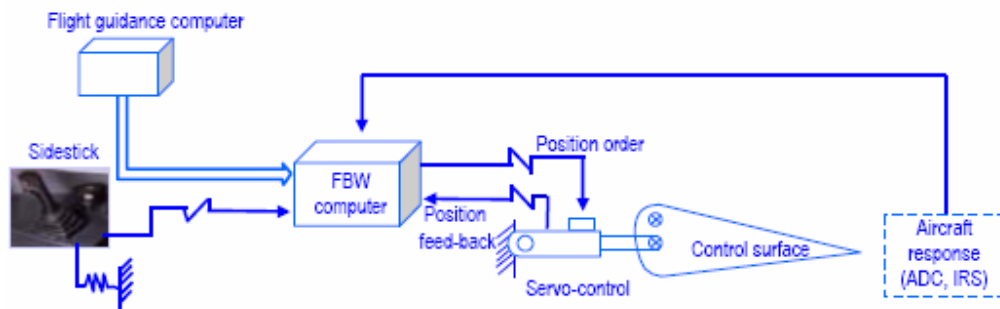 Flight guidance computer
Sidestick
FBW
computer
Position order
Position
feed-back
Servo-control
Control surface
Aircraft
response
(ADC, IRS)